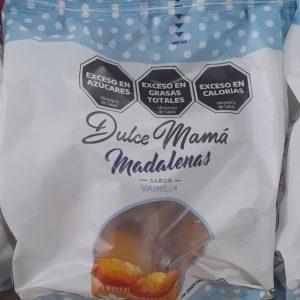 EXCESO EN
AZÚCARES
Ministerio
de Salud
EXCESO EN
GRASAS
TOTALES
Ministerio
de Salud
EXCESO EN
CALORÍAS
Ministerio
de Salud
Dulce Mamá
Madalenas
SABOR
VAINILLA